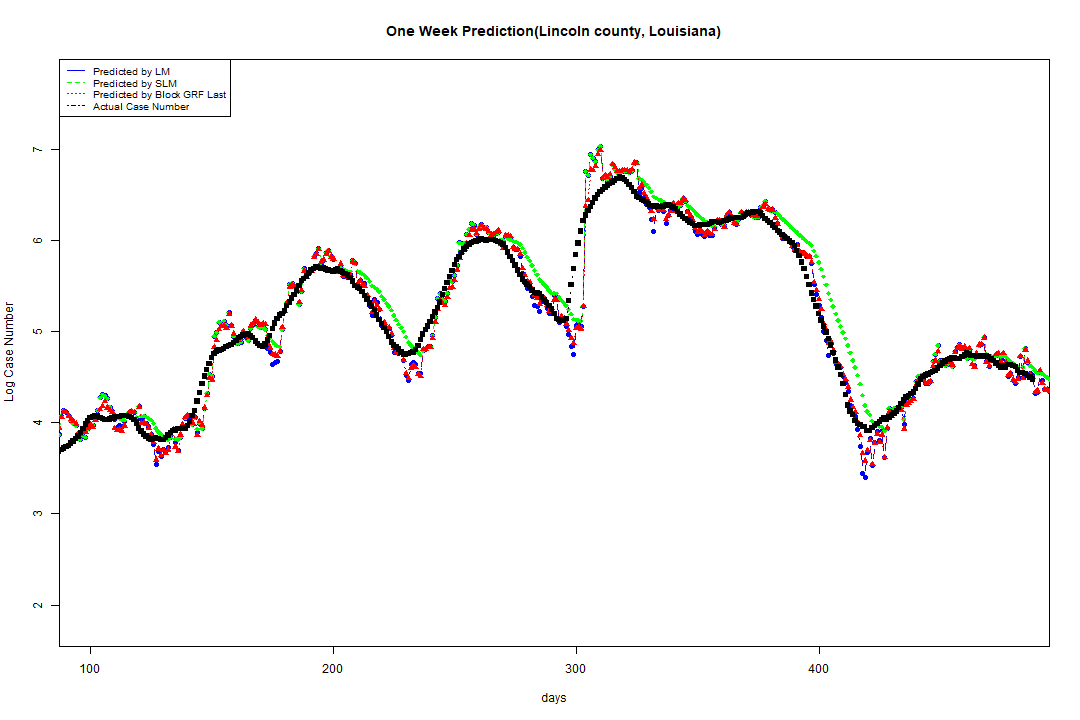 One Week Prediction(Lincoln county, Louisiana)
Predicted by LM
Predicted by SLM
Predicted by Block GRF Last
Actual Case Number
7
6
5
4
3
2
Log Case Number
100 200 300 400
days